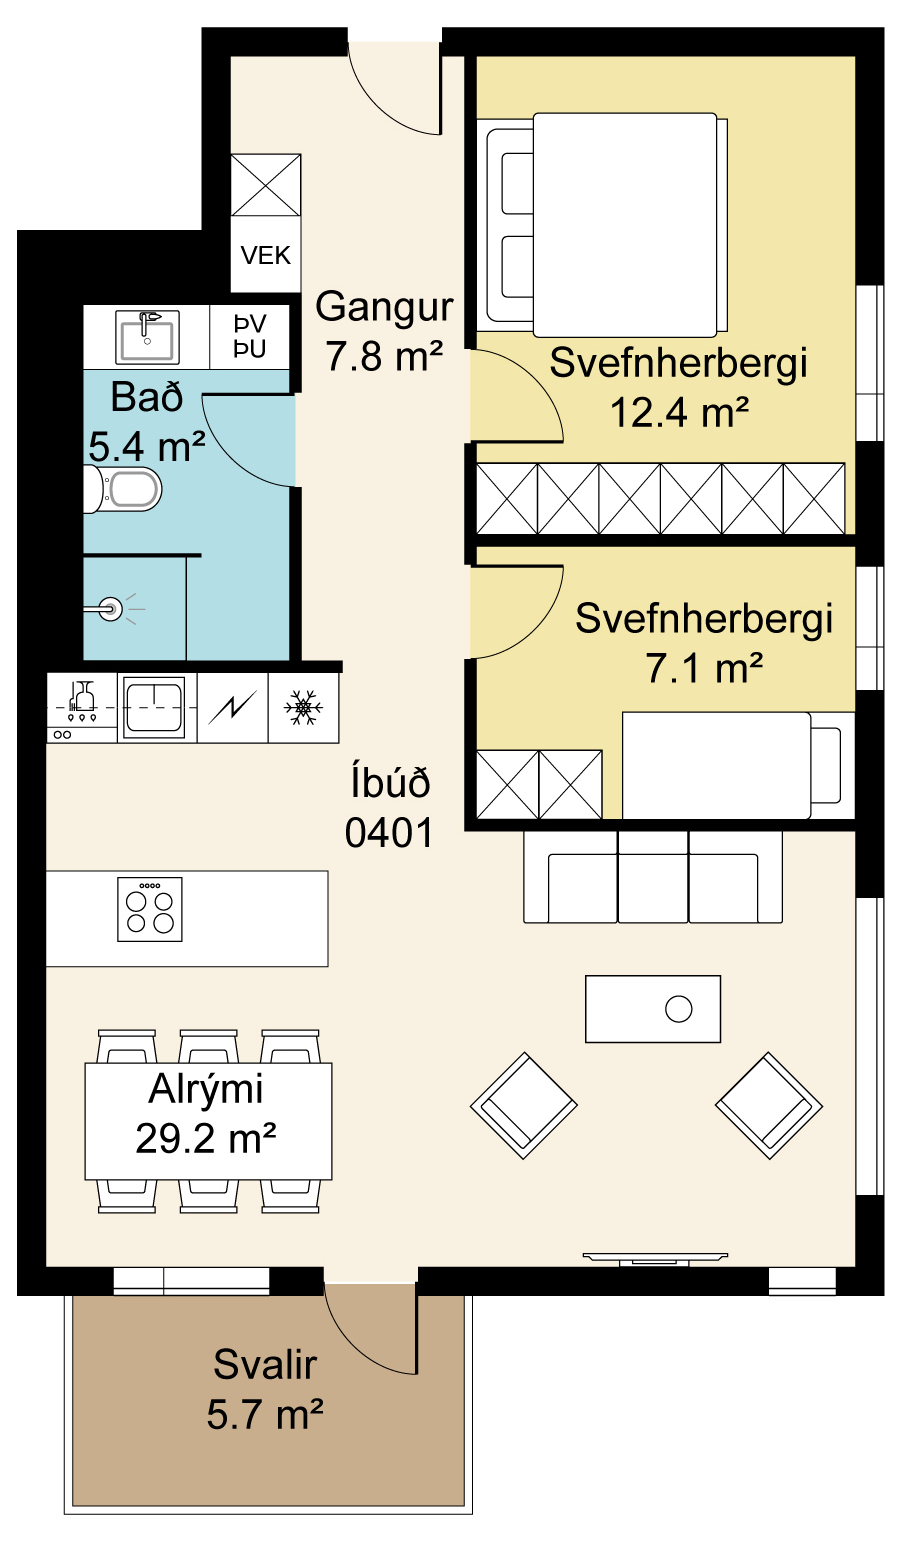 VEK
Gangur
7.8 m²
ÞV
ÞU
Svefnherbergi
12.4 m²
Bað
5.4 m²
Svefnherbergi
7.1 m²
Íbúð
0401
Alrými
29.2 m²
Svalir
5.7 m²